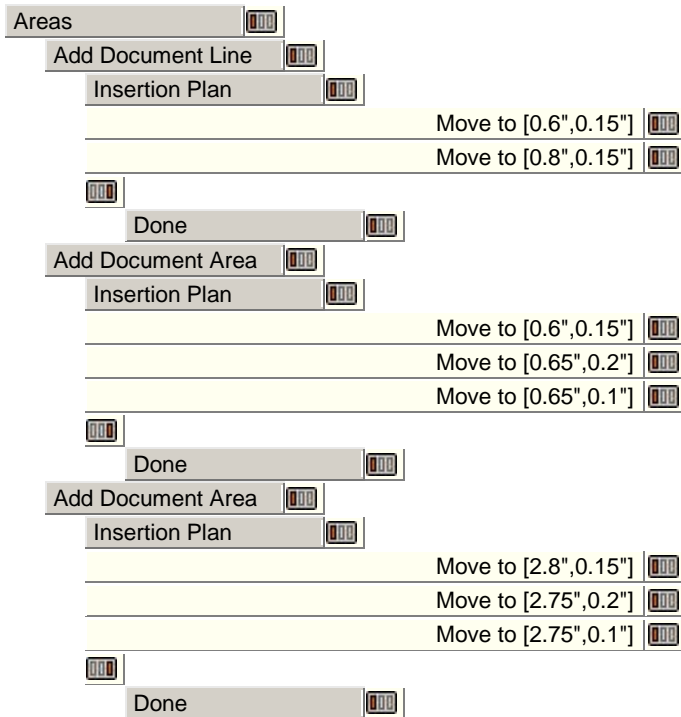 Areas
Add Document Line
Insertion Plan
Move to [0.6",0.15"]
Move to [0.8",0.15"]
Done
Add Document Area
Insertion Plan
Move to [0.6",0.15"]
Move to [0.65",0.2"]
Move to [0.65",0.1"]
Done
Add Document Area
Insertion Plan
Move to [2.8",0.15"]
Move to [2.75",0.2"]
Move to [2.75",0.1"]
Done